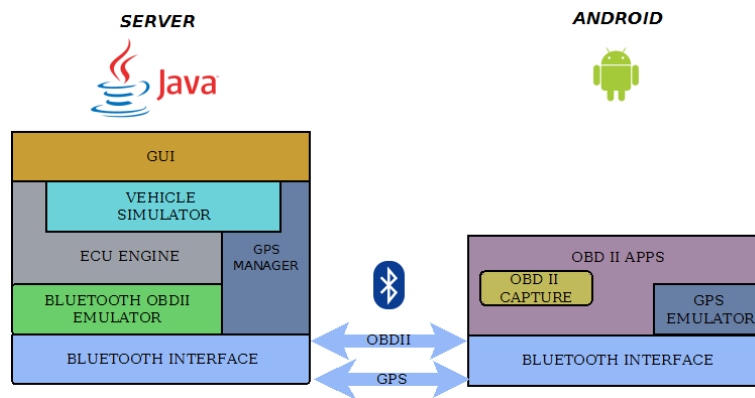 SERVER
ANDROID
Java
GUI
VEHICLE
SIMULATOR
ECU ENGINE
GPS
MANAGER
BLUETOOTH OBDII
EMULATOR
BLUETOOTH INTERFACE
OBDII
GPS
OBD II APPS
OBD II
CAPTURE
GPS
EMULATOR
BLUETOOTH INTERFACE